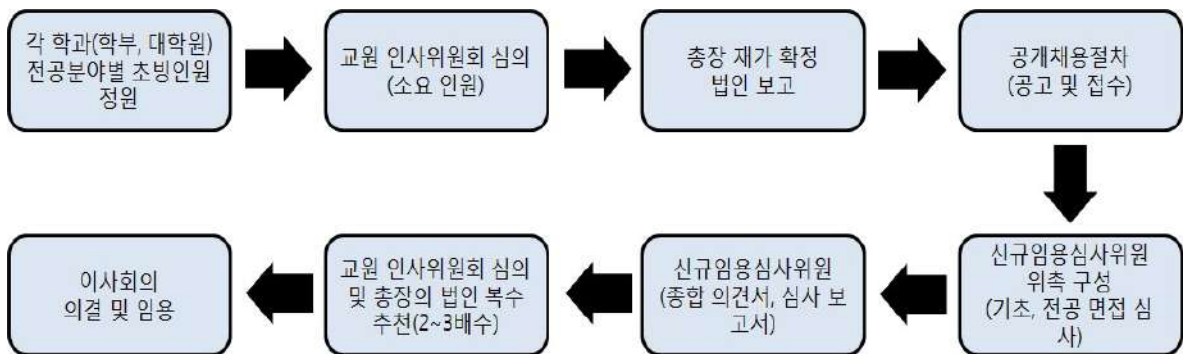 각 학과(학부, 대학원)
전공분야별 초빙인원
정원
교원 인사위원회 심의
(소요 인원)
총장 재가 확정
법인 보고
공개채용절차
(공고 및 접수)
신규임용심사위원
위촉 구성
(기초, 전공 면접 심
사)
신규임용심사위원
(종합 의견서, 심사 보
고서)
교원 인사위원회 심의
및 총장의 법인 복수
추천(2~3배수)
이사회의
의결 및 임용